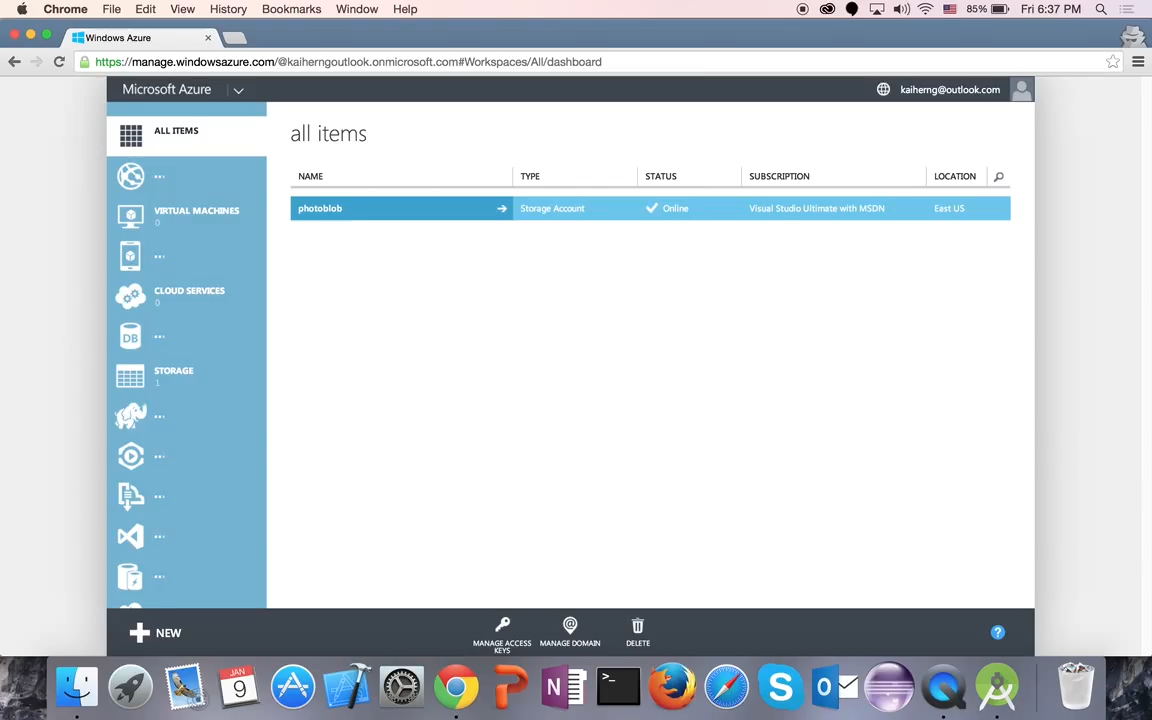 Chrome File Edit View History Bookmarks Window Help 85% Fri 6:37 PM
Windows Azure
https://manage.windowsazure.com/@kaiherngoutlook.onmicrosoft.com#Workspaces/All/dashboard
Microsoft Azure kaiherng@outlook.com
ALL ITEMS
...
VIRTUAL MACHINES
0
...
CLOUD SERVICES
0
DB ...
STORAGE
1
...
...
...
...
...
all items
NAME TYPE STATUS SUBSCRIPTION LOCATION
photoblob Storage Account Online Visual Studio Ultimate with MSDN East US
NEW
MANAGE ACCESS
KEYS
MANAGE DOMAIN
DELETE
?
JAN
9